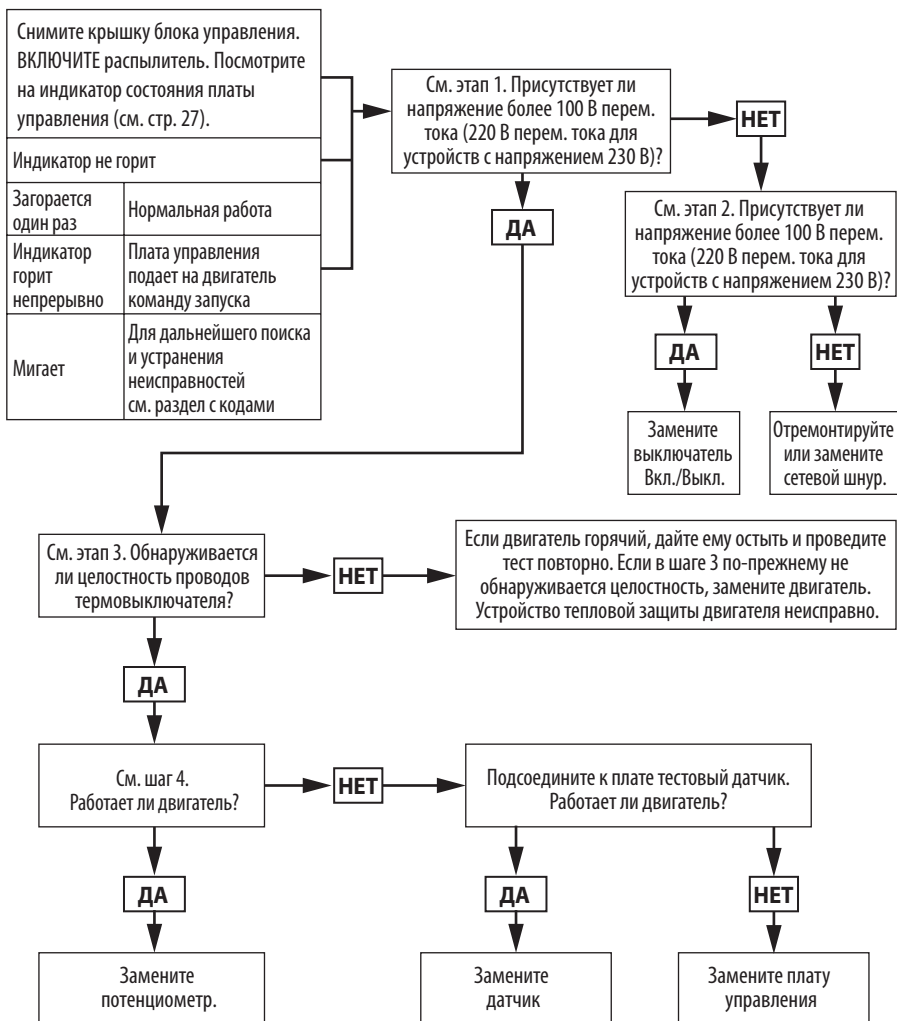 Снимите крышку блока управления.
ВКЛЮЧИТЕ распылитель. Посмотрите
на индикатор состояния платы
управления (см. стр. 27).
Индикатор не горит
Загорается
один раз
Нормальная работа
Индикатор
горит
непрерывно
Плата управления
подает на двигатель
команду запуска
Мигает
Для дальнейшего поиска
и устранения
неисправностей
см. раздел с кодами
См. этап 1. Присутствует ли
напряжение более 100 В перем.
тока (220 В перем. тока для
устройств с напряжением 230 В)?
НЕТ
ДА
См. этап 2. Присутствует ли
напряжение более 100 В перем.
тока (220 В перем. тока для
устройств с напряжением 230 В)?
ДА
НЕТ
Замените
выключатель
Вкл./Выкл.
Отремонтируйте
или замените
сетевой шнур.
См. этап 3. Обнаруживается
ли целостность проводов
термовыключателя?
НЕТ
Если двигатель горячий, дайте ему остыть и проведите
тест повторно. Если в шаге 3 по-прежнему не
обнаруживается целостность, замените двигатель.
Устройство тепловой защиты двигателя неисправно.
ДА
См. шаг 4.
Работает ли двигатель?
НЕТ
Подсоедините к плате тестовый датчик.
Работает ли двигатель?
ДА
ДА
НЕТ
Замените
потенциометр.
Замените
датчик
Замените плату
управления